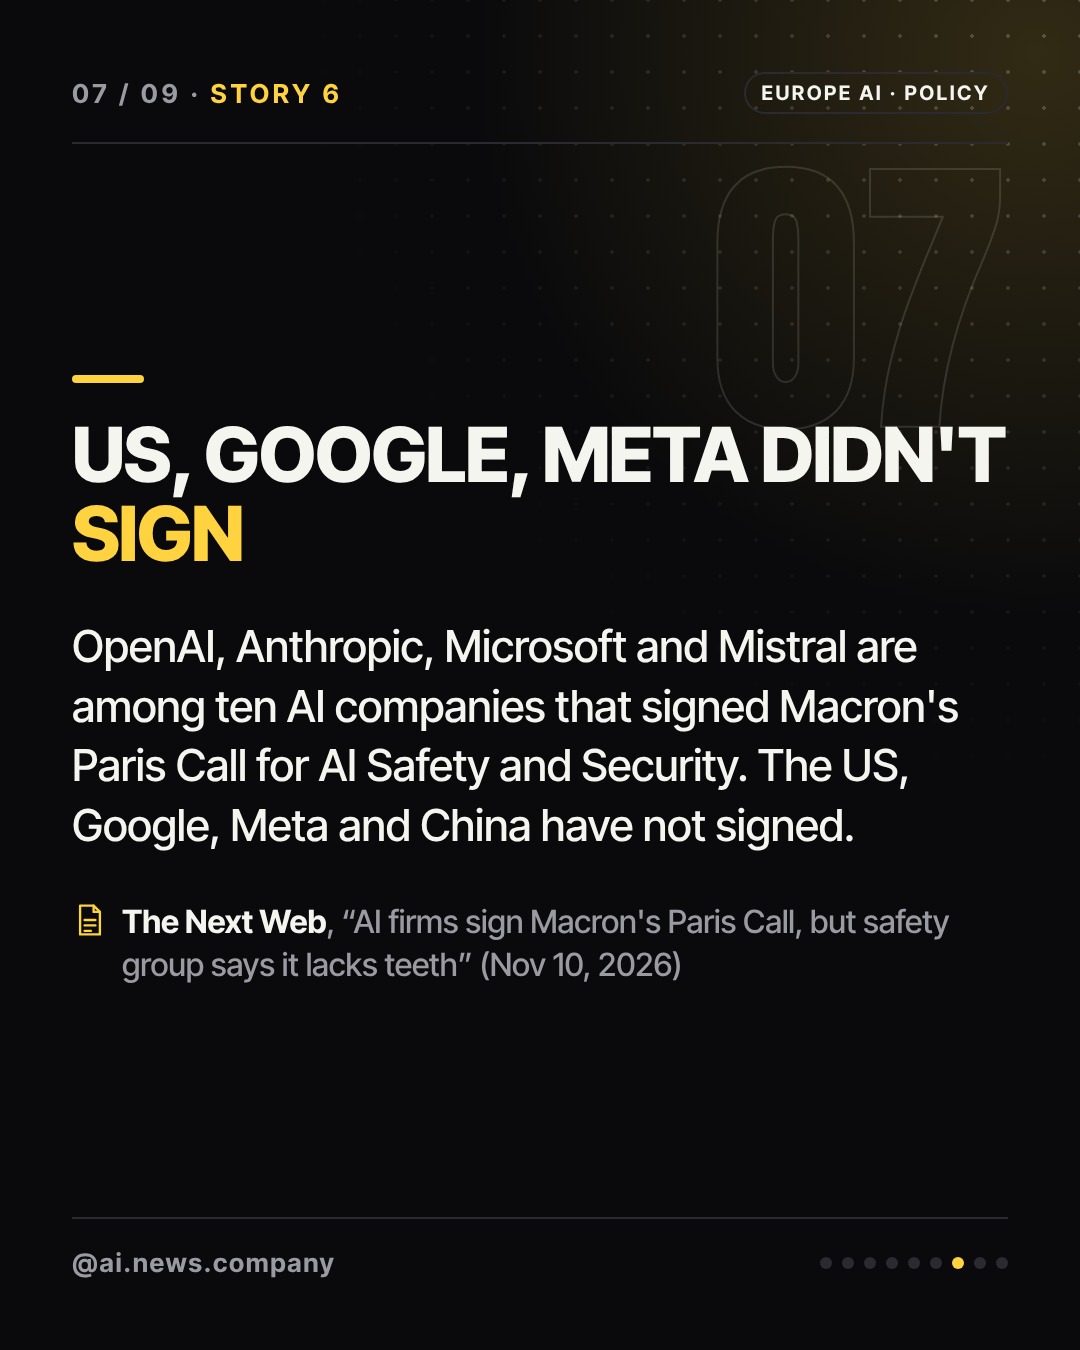 07 / 09 · STORY 6
EUROPE AI · POLICY
07
US, GOOGLE, META DIDN'T
SIGN
OpenAI, Anthropic, Microsoft and Mistral are
among ten AI companies that signed Macron's
Paris Call for AI Safety and Security. The US,
Google, Meta and China have not signed.
The Next Web, “AI firms sign Macron's Paris Call, but safety
group says it lacks teeth” (Nov 10, 2026)
@ai.news.company